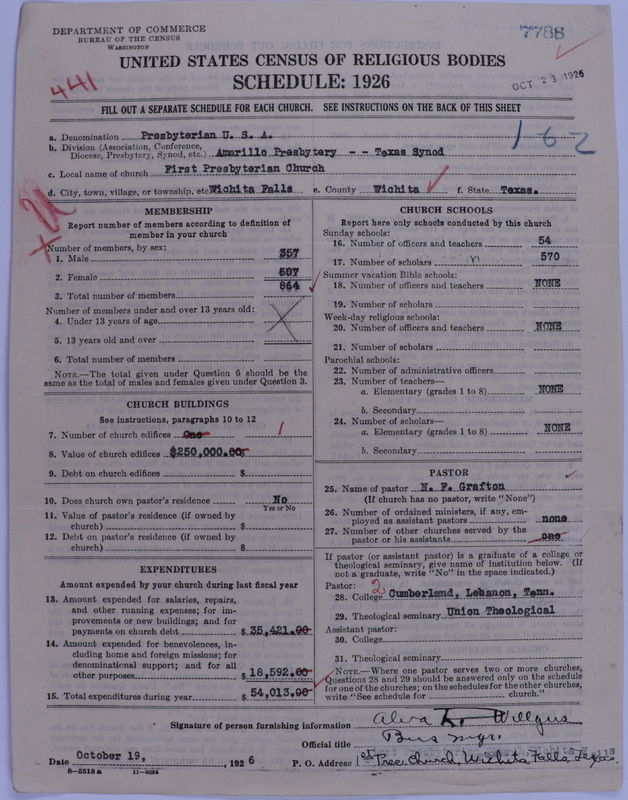 DEPARTMENT OF COMMERCE
BUREAU OF THE CENSUS
WASHINGTON
7788
441
UNITED STATES CENSUS OF RELIGIOUS BODIES
SCHEDULE: 1926
OCT 23 1926
FILL OUT A SEPARATE SCHEDULE FOR EACH CHURCH. SEE INSTRUCTIONS ON THE BACK OF THIS SHEET
162
a. Denomination Presbyterian U. S. A.
b. Division (Association, Conference, Diocese, Presbytery, Synod, etc.) Amarillo Presbytery -- Texas Synod
c. Local name of church First Presbyterian Church
d. City, town, village, or township, etc Wichita Falls e. County Wichita f. State Texas.
MEMBERSHIP
Report number of members according to definition of
member in your church
Number of members, by sex:
1. Male 357
2. Female 507
864
3. Total number of members
Number of members under and over 13 years old:
4. Under 13 years of age
5. 13 years old and over
6. Total number of members
NOTE.—The total given under Question 6 should be
same as the total of males and females given under Question 3.
CHURCH BUILDINGS
See instructions, paragraphs 10 to 12
7. Number of church edifices One 1
8. Value of church edifices $250,000.00
9. Debt on church edifices $
10. Does church own pastor's residence No
Yes or No
11. Value of pastor's residence (if owned by
church) $
12. Debt on pastor's residence (if owned by
church) $
EXPENDITURES
Amount expended by your church during last fiscal year
13. Amount expended for salaries, repairs,
and other running expenses; for im-
provements or new buildings; and for
payments on church debt $ 35,421.00
14. Amount expended for benevolences, in-
cluding home and foreign missions; for
denominational support; and for all
other purposes $ 18,592.00
15. Total expenditures during year $ 54,013.00
CHURCH SCHOOLS
Report here only schools conducted by this church
Sunday schools:
16. Number of officers and teachers 54
17. Number of scholars 570
Summer vacation Bible schools:
18. Number of officers and teachers NONE
19. Number of scholars
Week-day religious schools:
20. Number of officers and teachers NONE
21. Number of scholars
Parochial schools:
22. Number of administrative officers
23. Number of teachers—
a. Elementary (grades 1 to 8) NONE
b. Secondary
24. Number of scholars—
a. Elementary (grades 1 to 8) NONE
b. Secondary
PASTOR
25. Name of pastor N. F. Grafton
(If church has no pastor, write "None")
26. Number of ordained ministers, if any, em-
ployed as assistant pastors none
27. Number of other churches served by the
pastor or his assistants one
If pastor (or assistant pastor) is a graduate of a college or
theological seminary, give name of institution below. (If
not a graduate, write "No" in the space indicated.)
Pastor:
2
28. College Cumberland, Lebanon, Tenn.
29. Theological seminary Union Theological
Assistant pastor:
30. College
31. Theological seminary
NOTE.—Where one pastor serves two or more churches,
Questions 28 and 29 should be answered only on the schedule
for one of the churches; on the schedules for the other churches,
write "See schedule for church."
Signature of person furnishing information Alva
Official title Bus Mgr.
Date October 19, 1926 P. O. Address 1st Pres. Church, Wichita Falls, Texas.
8—5518 a 11—9034